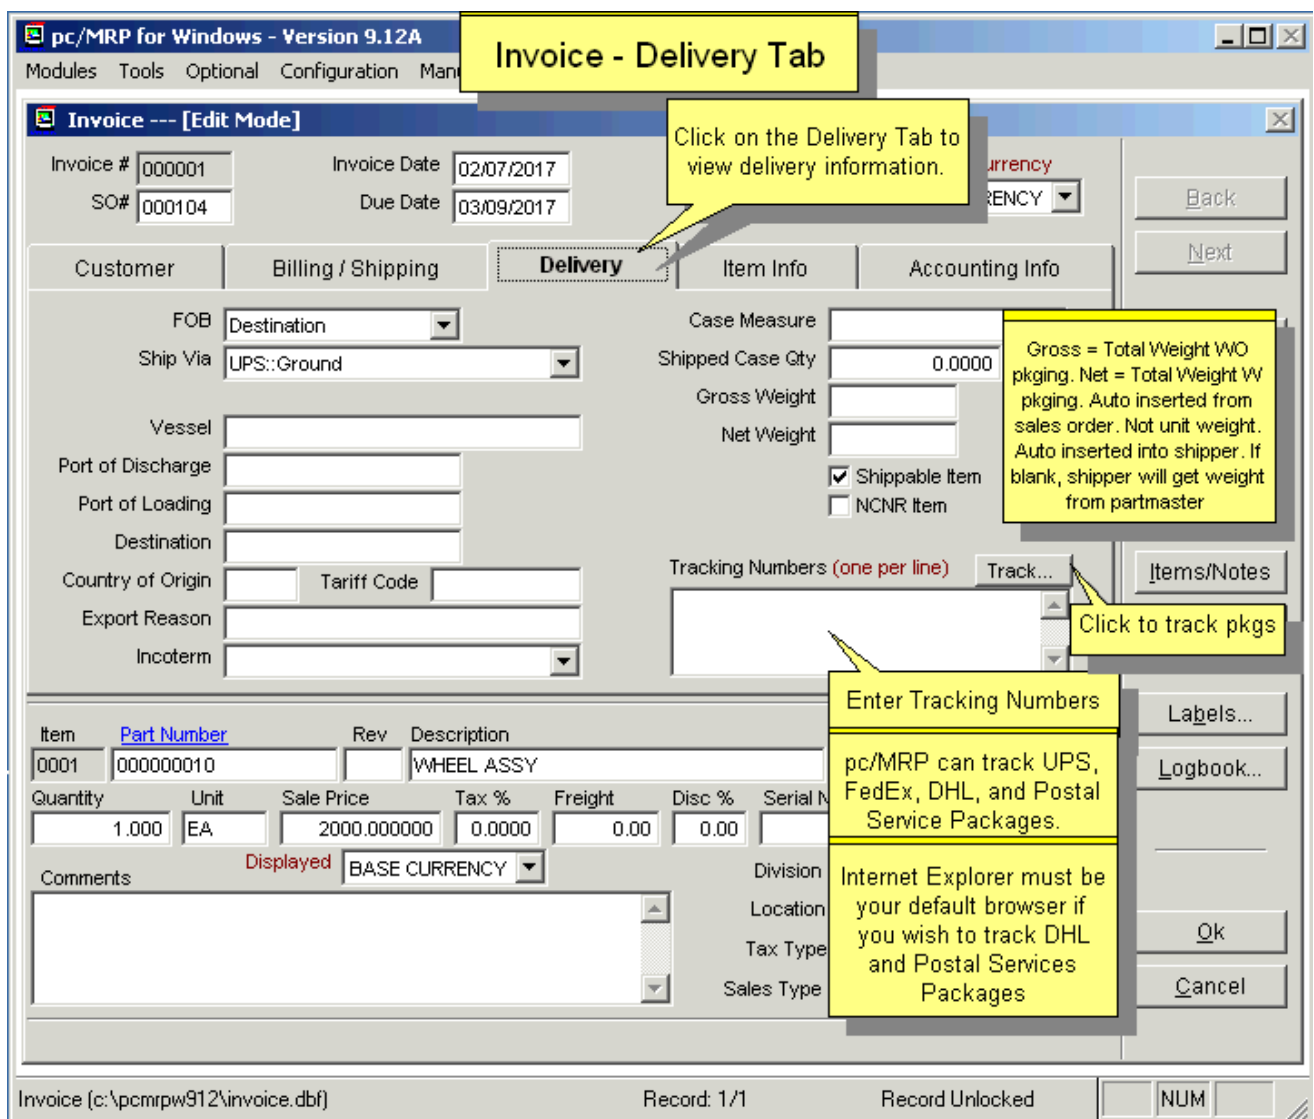 pc/MRP for Windows - Version 9.12A
Invoice - Delivery Tab
Modules Tools Optional Configuration
Invoice --- [Edit Mode]
Click on the Delivery Tab to
view delivery information.
Invoice # 000001 Invoice Date 02/07/2017
SO# 000104 Due Date 03/09/2017
Back
Next
Customer Billing / Shipping Delivery Item Info Accounting Info
FOB Destination
Ship Via UPS::Ground
Vessel
Port of Discharge
Port of Loading
Destination
Country of Origin Tariff Code
Export Reason
Incoterm
Case Measure
Shipped Case Qty 0.0000
Gross Weight
Net Weight
Shippable Item
NCNR Item
Gross = Total Weight WO
pkging. Net = Total Weight W
pkging. Auto inserted from
sales order. Not unit weight.
Auto inserted into shipper. If
blank, shipper will get weight
from partmaster
Tracking Numbers (one per line) Track...
Items/Notes
Click to track pkgs
Enter Tracking Numbers
pc/MRP can track UPS,
FedEx, DHL, and Postal
Service Packages.
Internet Explorer must be
your default browser if
you wish to track DHL
and Postal Services
Packages
Labels...
Logbook...
Item Part Number Rev Description
0001 000000010 WHEEL ASSY
Quantity Unit Sale Price Tax % Freight Disc % Serial
1.000 EA 2000.000000 0.0000 0.00 0.00
Displayed BASE CURRENCY
Comments
Division
Location
Tax Type
Sales Type
Ok
Cancel
Invoice (c:\pcmrpw912\invoice.dbf) Record: 1/1 Record Unlocked NUM